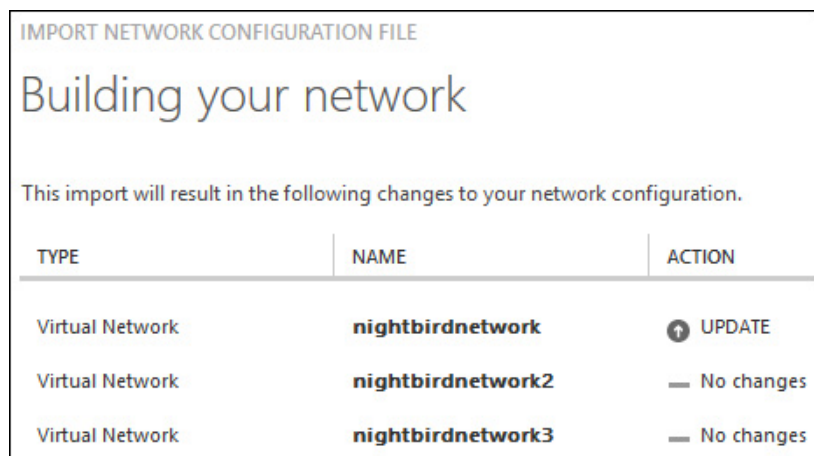 IMPORT NETWORK CONFIGURATION FILE
Building your network
This import will result in the following changes to your network configuration.
TYPE NAME ACTION
Virtual Network nightbirdnetwork UPDATE
Virtual Network nightbirdnetwork2 No changes
Virtual Network nightbirdnetwork3 No changes